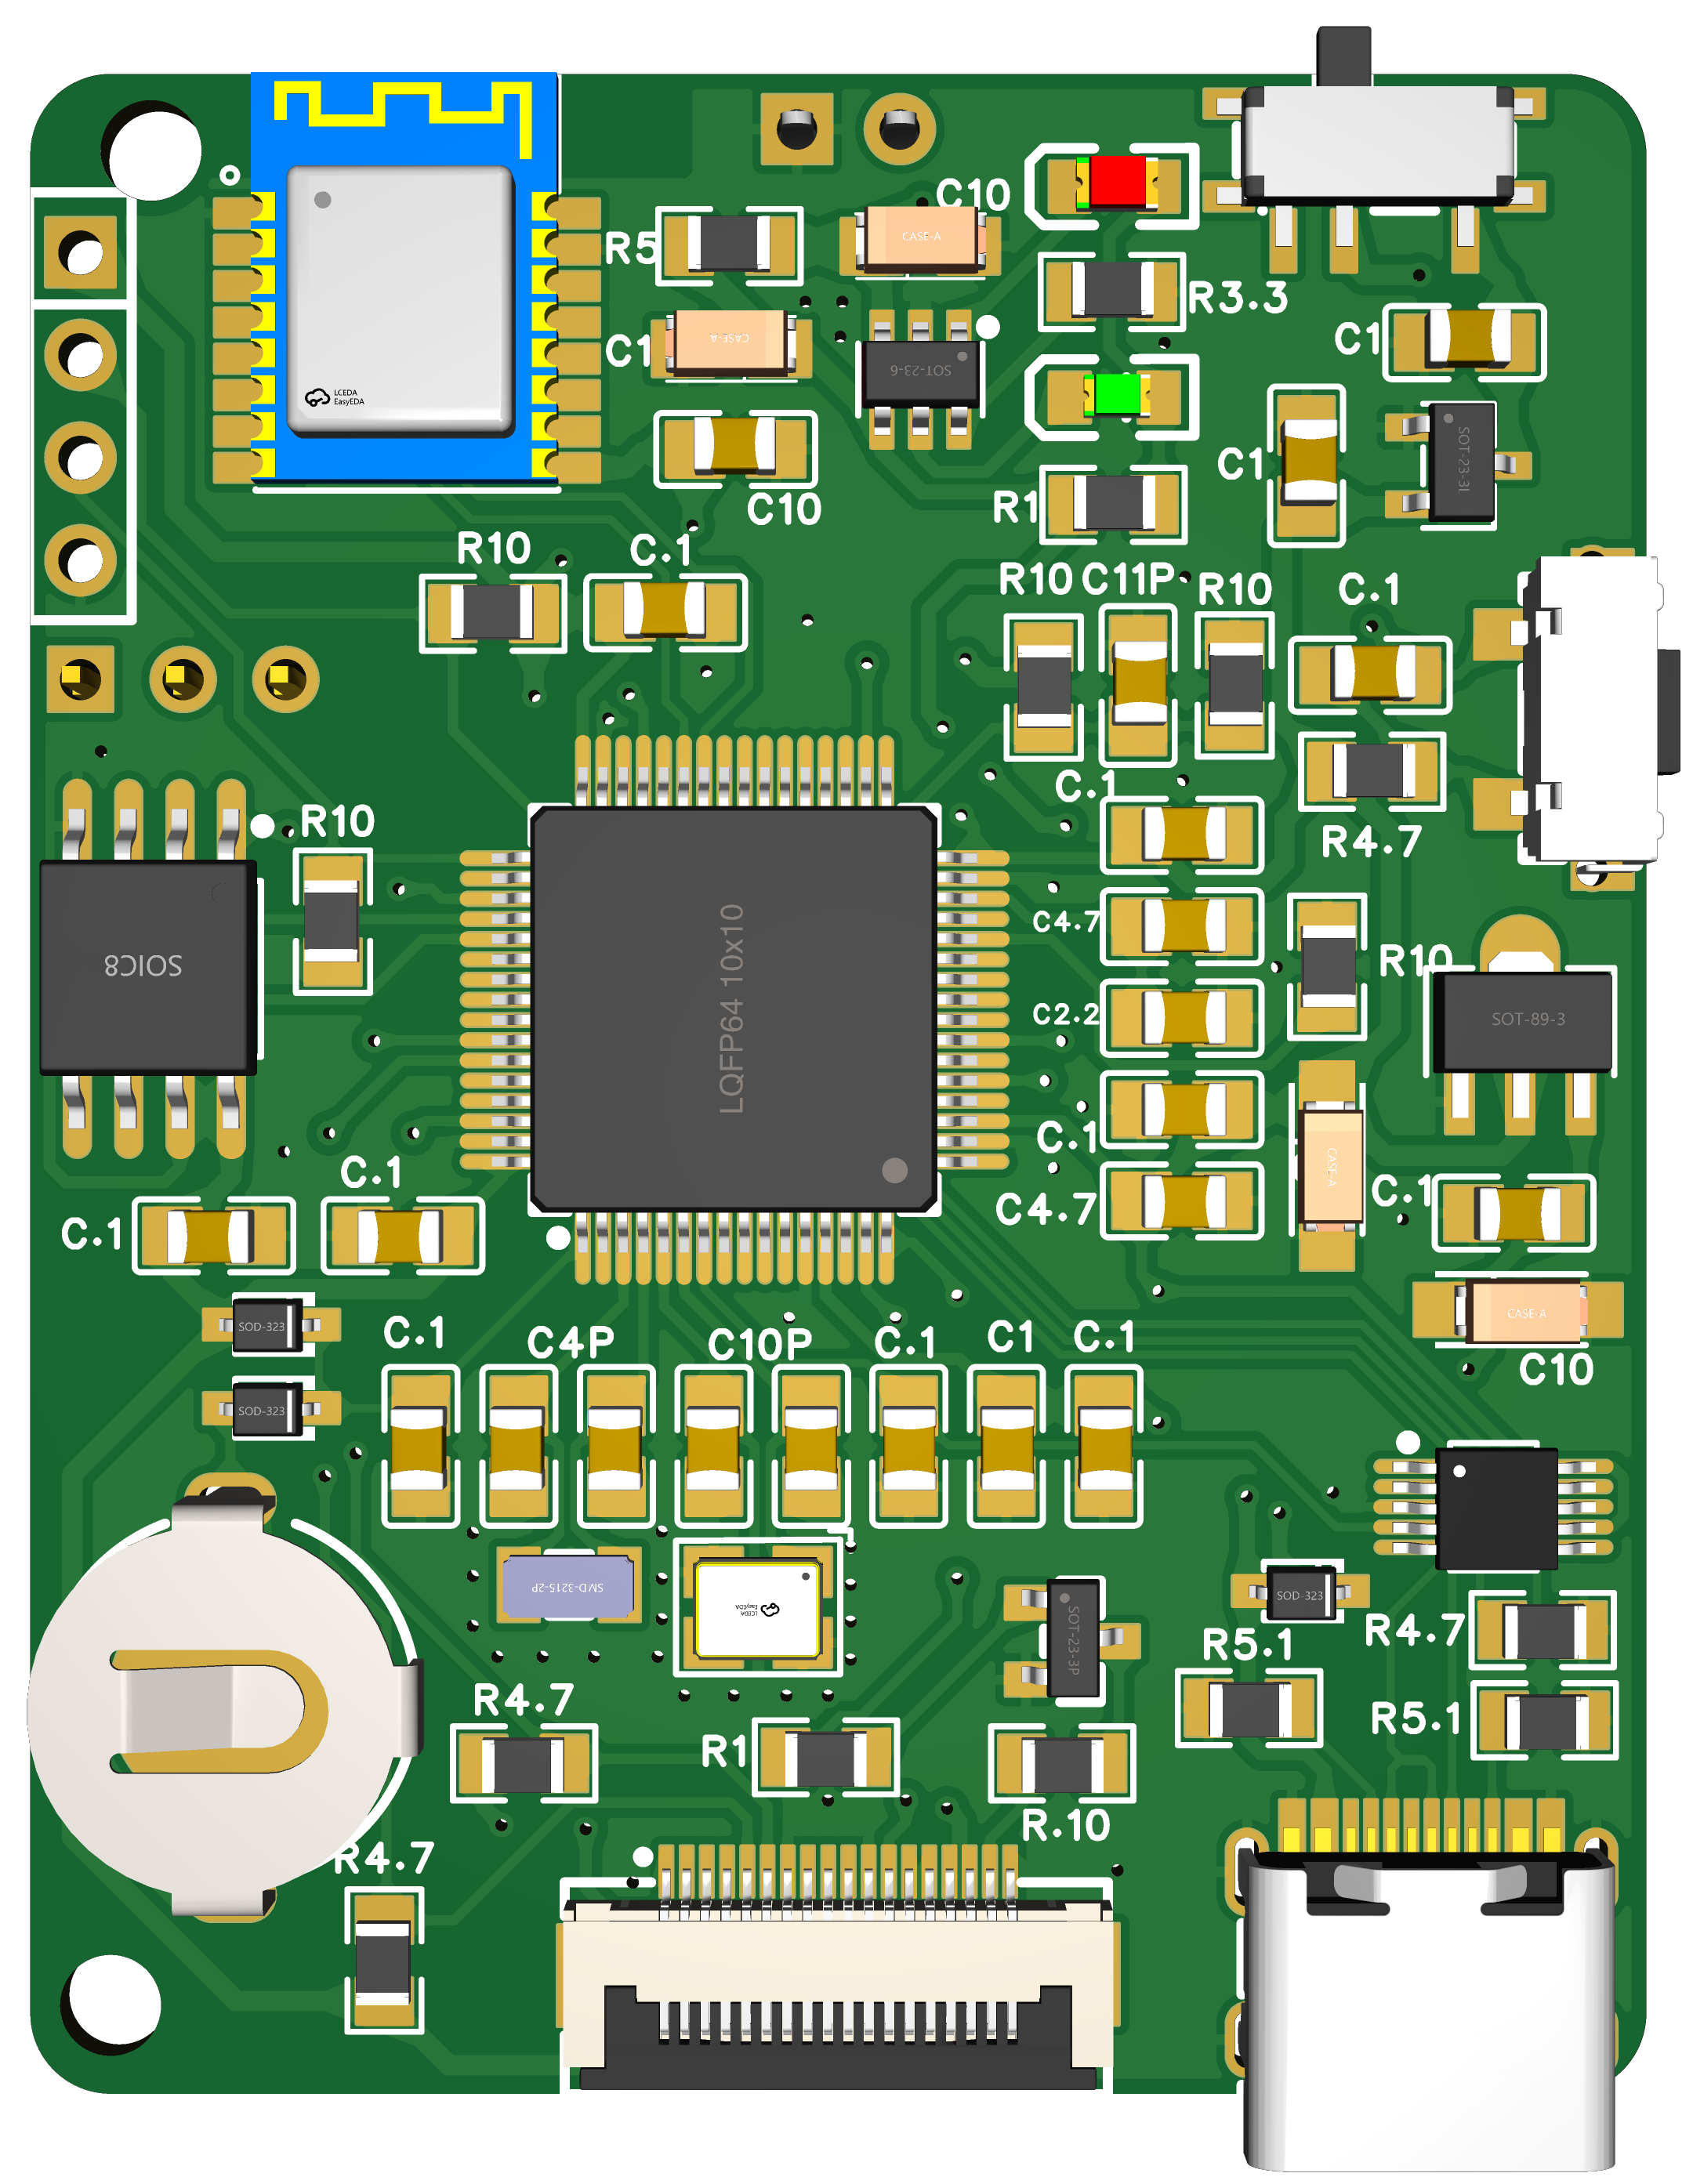 C10
R5
CASE-A
R3.3
C1
CASE-A
C1
SOT-23-6
LCEDA
EasyEDA
C1
SOT-23-3L
R1
C10
R10
C.1
R10
C11P
R10
C.1
C.1
R10
R4.7
C4.7
R10
SOIC8
LQFP64 10x10
C2.2
SOT-89-3
C.1
C.1
CASE-A
C.1
C4.7
C.1
SOD-323
CASE-A
C.1
C4P
C10P
C.1
C1
C.1
C10
SOD-323
SMD-3215-2P
LCEDA
EasyEDA
SOT-23-3P
SOD-323
R5.1
R4.7
R4.7
R1
R5.1
R.10
R4.7